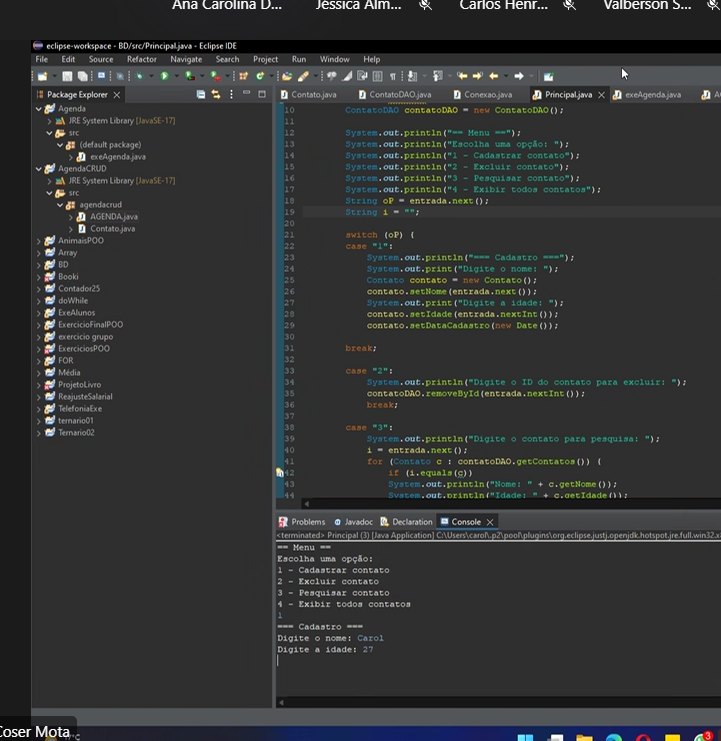 Ana Carolina D... Jéssica Alm... Carlos Henr... Valberson S...
eclipse-workspace - BD/src/Principal.java - Eclipse IDE
File Edit Source Refactor Navigate Search Project Run Window Help
Package Explorer
Agenda
JRE System Library [JavaSE-17]
src
(default package)
exeAgenda.java
AgendaCRUD
JRE System Library [JavaSE-17]
src
agendacrud
AGENDA.java
Contato.java
AnimaisPOO
Array
BD
Booki
Contador25
doWhile
ExeAlunos
ExercicioFinalPOO
exercicio grupo
ExerciciosPOO
FOR
Média
ProjetoLivro
ReajusteSalarial
TelefoniaExe
ternario01
Ternario02
Contato.java ContatoDAO.java Conexao.java Principal.java exeAgenda.java
10 ContatoDAO contatoDAO = new ContatoDAO();
11
12 System.out.println("== Menu ==");
13 System.out.println("Escolha uma opção: ");
14 System.out.println("1 - Cadastrar contato");
15 System.out.println("2 - Excluir contato");
16 System.out.println("3 - Pesquisar contato");
17 System.out.println("4 - Exibir todos contatos");
18 String oP = entrada.next();
19 String i = "";
20
21 switch (oP) {
22 case "1":
23 System.out.println("=== Cadastro ===");
24 System.out.print("Digite o nome: ");
25 Contato contato = new Contato();
26 contato.setNome(entrada.next());
27 System.out.print("Digite a idade: ");
28 contato.setIdade(entrada.nextInt());
29 contato.setDataCadastro(new Date());
30
31 break;
32
33 case "2":
34 System.out.println("Digite o ID do contato para excluir: ");
35 contatoDAO.removeById(entrada.nextInt());
36 break;
37
38 case "3":
39 System.out.println("Digite o contato para pesquisa: ");
40 i = entrada.next();
41 for (Contato c : contatoDAO.getContatos()) {
42 if (i.equals(c))
43 System.out.println("Nome: " + c.getNome());
44 System.out.println("Idade: " + c.getIdade());
Problems Javadoc Declaration Console
<terminated> Principal (3) [Java Application] C:\Users\carol\.p2\pool\plugins\org.eclipse.justj.openjdk.hotspot.jre.full.win32.x
== Menu ==
Escolha uma opção:
1 - Cadastrar contato
2 - Excluir contato
3 - Pesquisar contato
4 - Exibir todos contatos
1
=== Cadastro ===
Digite o nome: Carol
Digite a idade: 27
Coser Mota
3